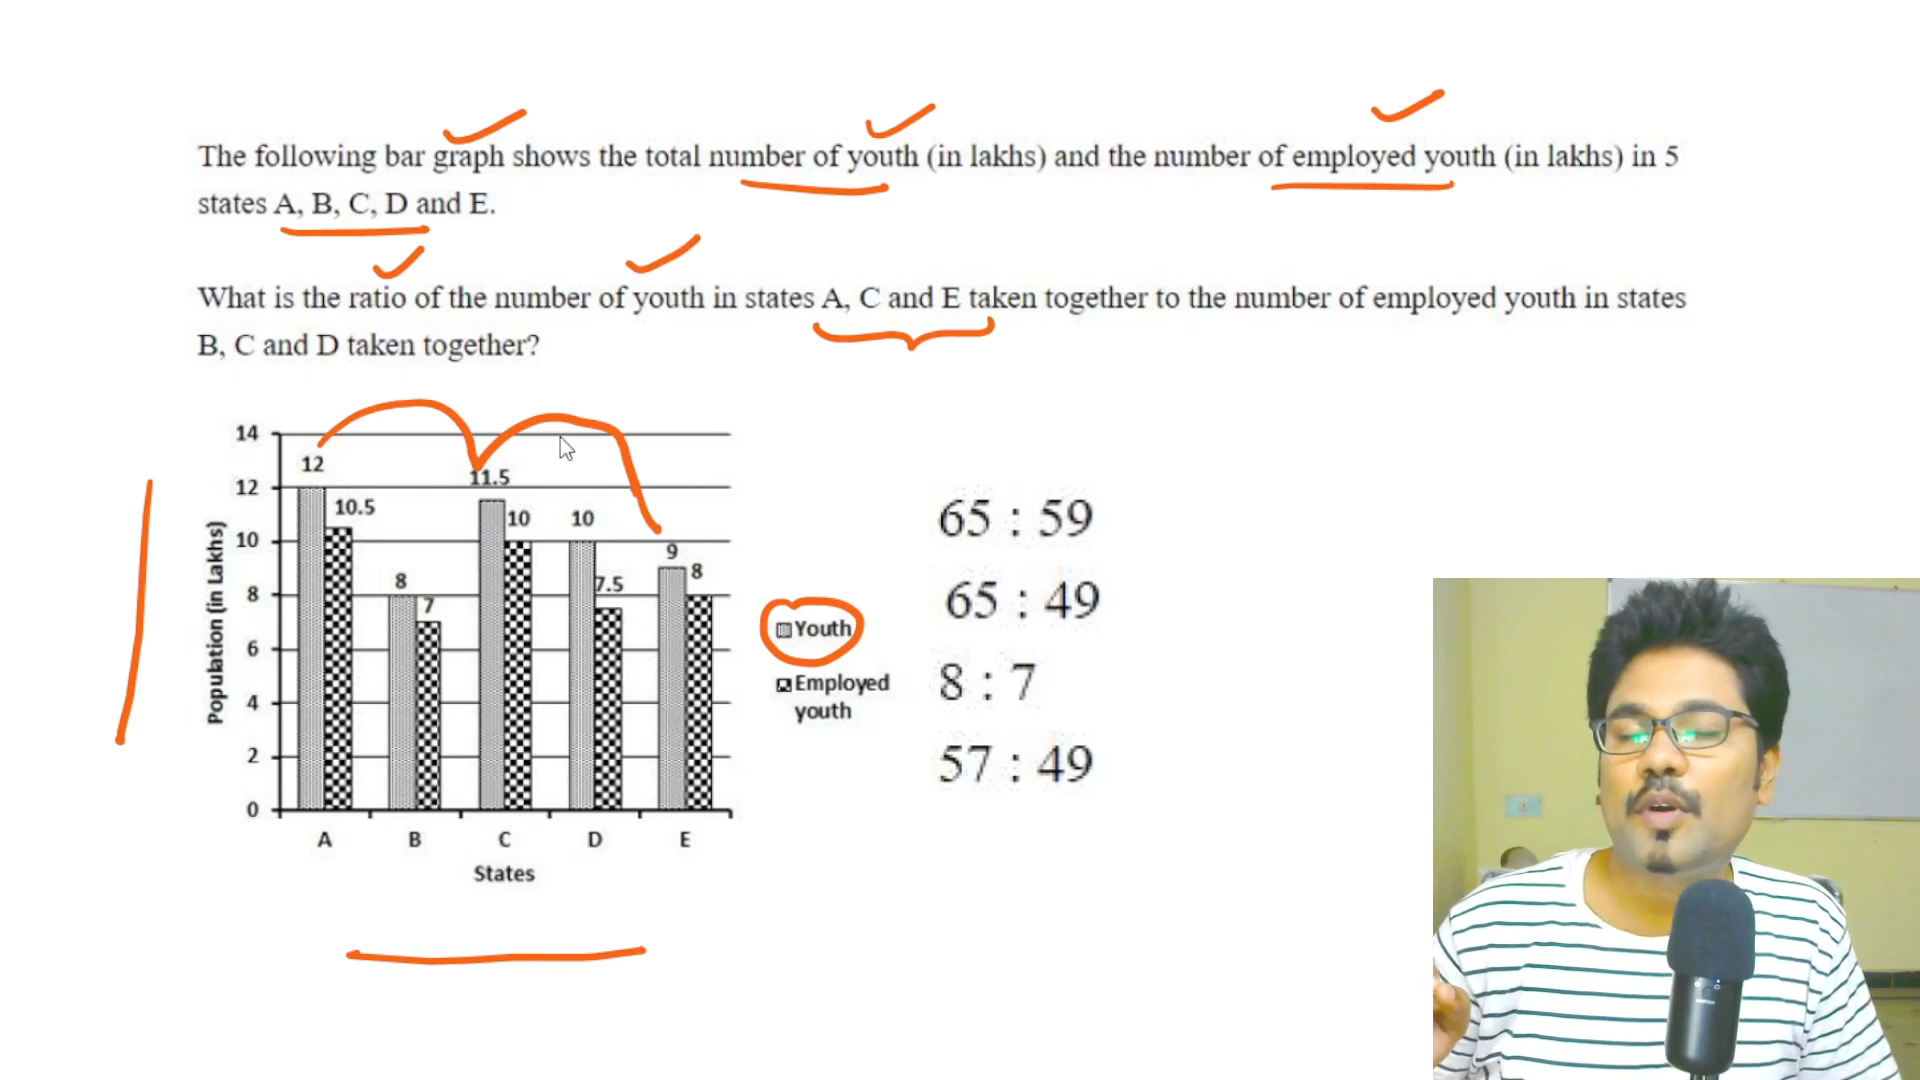 The following bar graph shows the total number of youth (in lakhs) and the number of employed youth (in lakhs) in 5
states A, B, C, D and E.
What is the ratio of the number of youth in states A, C and E taken together to the number of employed youth in states
B, C and D taken together?
14
12
10
8
6
4
2
0
Population (in Lakhs)
12
10.5
8
7
11.5
10
10
7.5
9
8
A B C D E
States
Youth
Employed
youth
65 : 59
65 : 49
8 : 7
57 : 49